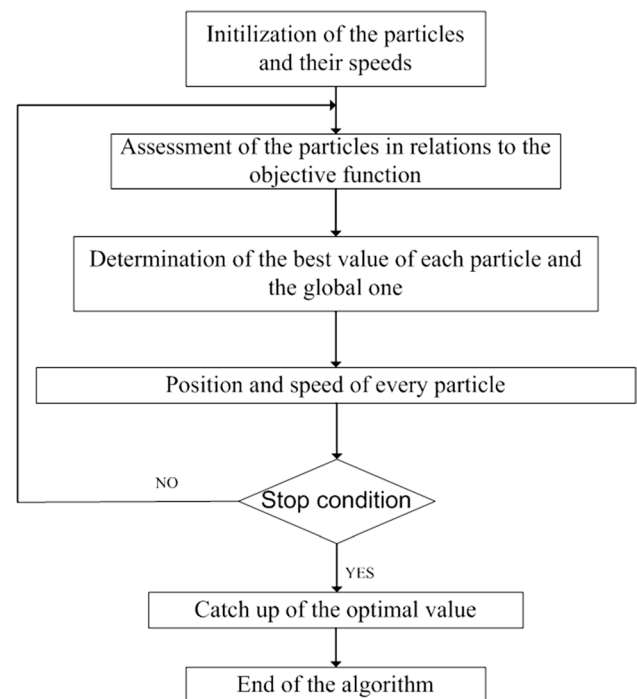 Initilization of the particles
and their speeds
Assessment of the particles in relations to the
objective function
Determination of the best value of each particle and
the global one
Position and speed of every particle
NO
Stop condition
YES
Catch up of the optimal value
End of the algorithm